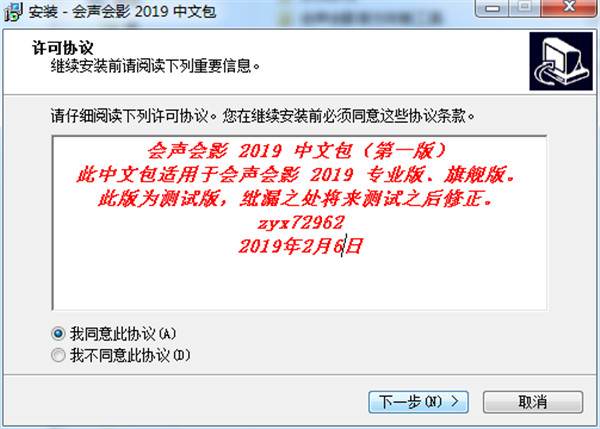 安装 - 会声会影 2019 中文包
许可协议
继续安装前请阅读下列重要信息。
请仔细阅读下列许可协议。您在继续安装前必须同意这些协议条款。
会声会影 2019 中文包（第一版）
此中文包适用于会声会影 2019 专业版、旗舰版。
此版为测试版，纰漏之处将来测试之后修正。
zyx72962
2019年2月6日
我同意此协议(A)
我不同意此协议(D)
下一步(N) >
取消